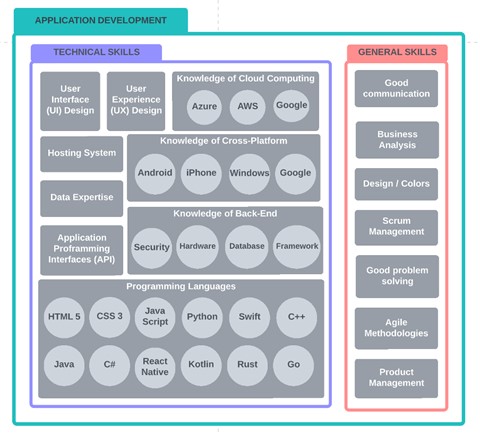 APPLICATION DEVELOPMENT
TECHNICAL SKILLS
User
Interface
(UI) Design
User
Experience
(UX) Design
Knowledge of Cloud Computing
Azure
AWS
Google
Hosting System
Knowledge of Cross-Platform
Android
iPhone
Windows
Google
Data Expertise
Knowledge of Back-End
Security
Hardware
Database
Framework
Application
Programming
Interfaces (API)
Programming Languages
HTML 5
CSS 3
Java
Script
Python
Swift
C++
Java
C#
React
Native
Kotlin
Rust
Go
GENERAL SKILLS
Good
communication
Business
Analysis
Design / Colors
Scrum
Management
Good problem
solving
Agile
Methodologies
Product
Management